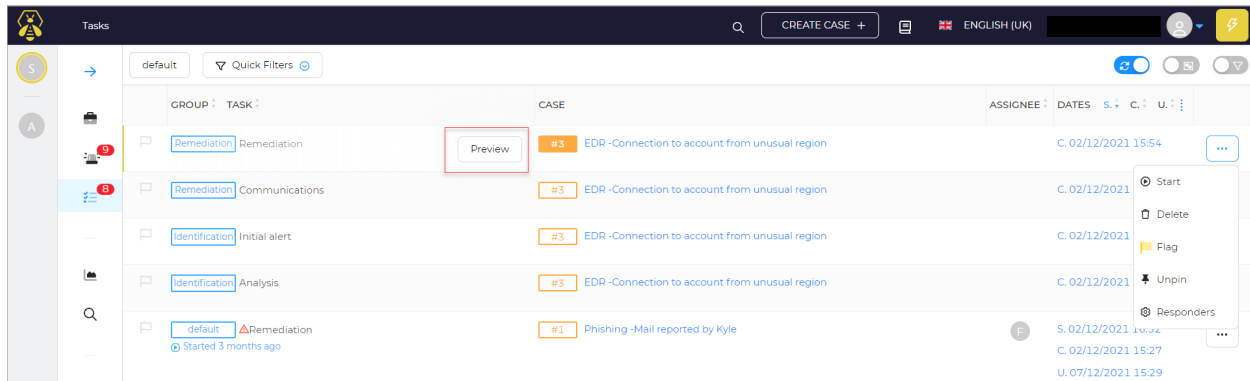 Tasks
CREATE CASE +
ENGLISH (UK)
S
A
9
8
default
Quick Filters
GROUP TASK CASE ASSIGNEE DATES S. C. U.
Remediation Remediation Preview #3 EDR -Connection to account from unusual region C. 02/12/2021 15:54
Remediation Communications #3 EDR -Connection to account from unusual region C. 02/12/2021
Identification Initial alert #3 EDR -Connection to account from unusual region C. 02/12/2021
Identification Analysis #3 EDR -Connection to account from unusual region C. 02/12/2021
default Remediation #1 Phishing -Mail reported by Kyle F S. 02/12/2021
Started 3 months ago
C. 02/12/2021 15:27
U. 07/12/2021 15:29
Start
Delete
Flag
Unpin
Responders